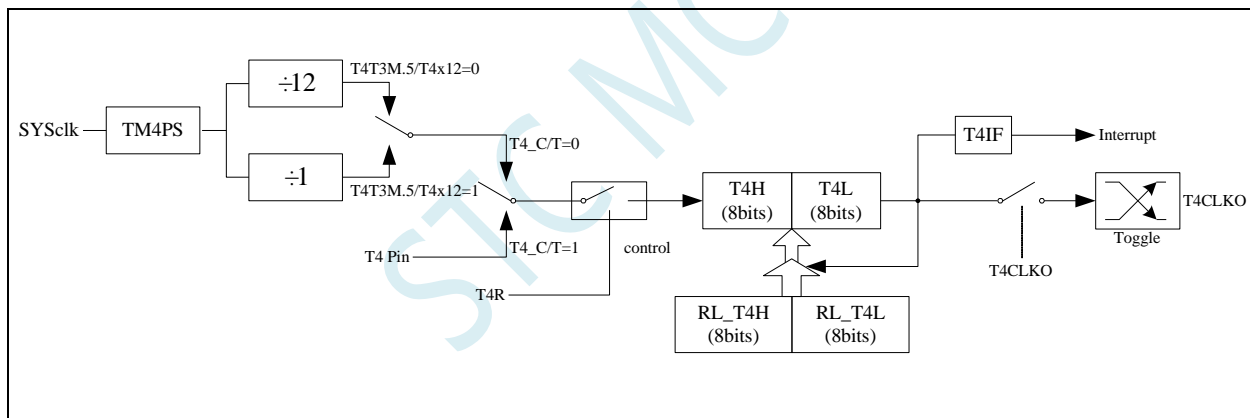 STC MC
÷12
T4T3M.5/T4x12=0
SYSclk
TM4PS
÷1
T4T3M.5/T4x12=1
T4_C/T=0
T4 Pin
T4_C/T=1
T4R
control
T4H
(8bits)
T4L
(8bits)
RL_T4H
(8bits)
RL_T4L
(8bits)
T4IF
Interrupt
T4CLKO
Toggle
T4CLKO